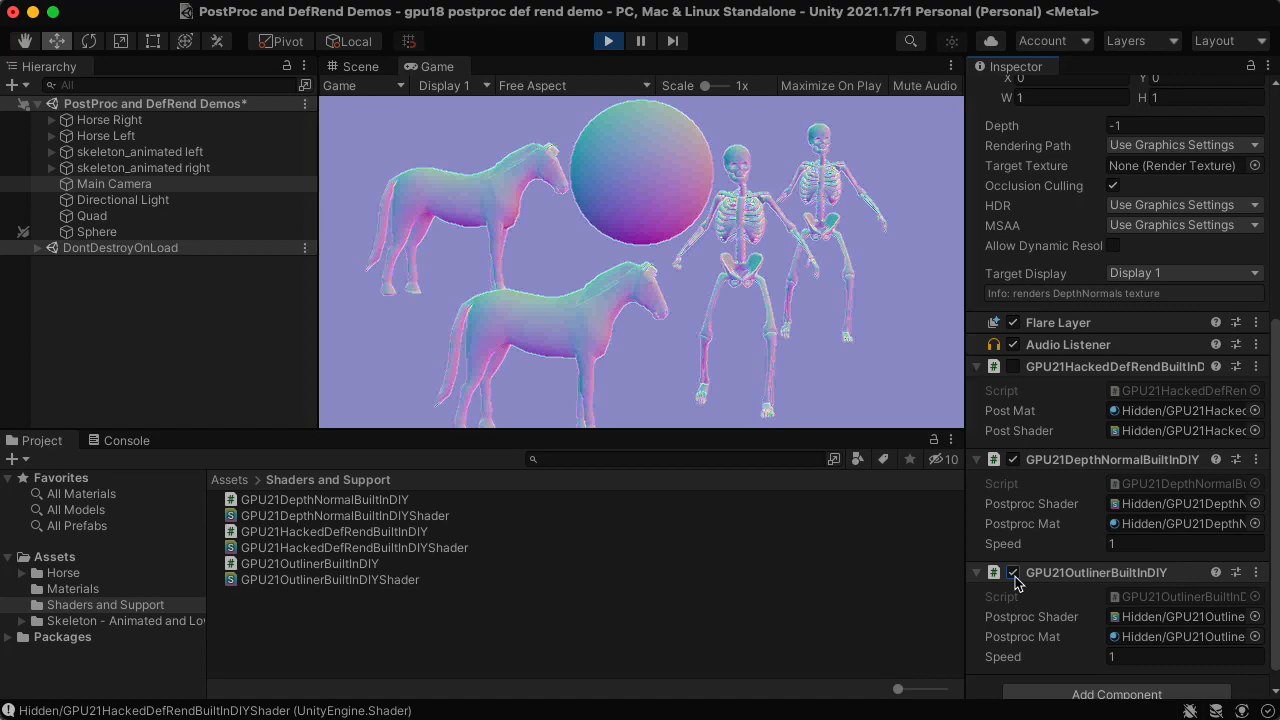 PostProc and DefRend Demos - gpu18 postproc def rend demo - PC, Mac & Linux Standalone - Unity 2021.1.7f1 Personal (Personal) <Metal>
Pivot Local Account Layers Layout
Hierarchy
All
PostProc and DefRend Demos*
Horse Right
Horse Left
skeleton_animated left
skeleton_animated right
Main Camera
Directional Light
Quad
Sphere
DontDestroyOnLoad
Scene Game
Game Display 1 Free Aspect Scale 1x Maximize On Play Mute Audio
Inspector
X 0 Y 0
W 1 H 1
Depth -1
Rendering Path Use Graphics Settings
Target Texture None (Render Texture)
Occlusion Culling
HDR Use Graphics Settings
MSAA Use Graphics Settings
Allow Dynamic Resol
Target Display Display 1
Info: renders DepthNormals texture
Flare Layer
Audio Listener
GPU21HackedDefRendBuiltInD
Script GPU21HackedDefRen
Post Mat Hidden/GPU21Hacked
Post Shader Hidden/GPU21Hacked
GPU21DepthNormalBuiltInDIY
Script GPU21DepthNormalBu
Postproc Shader Hidden/GPU21DepthN
Postproc Mat Hidden/GPU21DepthN
Speed 1
GPU21OutlinerBuiltInDIY
Script GPU21OutlinerBuiltInD
Postproc Shader Hidden/GPU21Outline
Postproc Mat Hidden/GPU21Outline
Speed 1
Add Component
Project Console
10
Favorites
All Materials
All Models
All Prefabs
Assets
Horse
Materials
Shaders and Support
Skeleton - Animated and Lov
Packages
Assets > Shaders and Support
GPU21DepthNormalBuiltInDIY
GPU21DepthNormalBuiltInDIYShader
GPU21HackedDefRendBuiltInDIY
GPU21HackedDefRendBuiltInDIYShader
GPU21OutlinerBuiltInDIY
GPU21OutlinerBuiltInDIYShader
Hidden/GPU21HackedDefRendBuiltInDIYShader (UnityEngine.Shader)